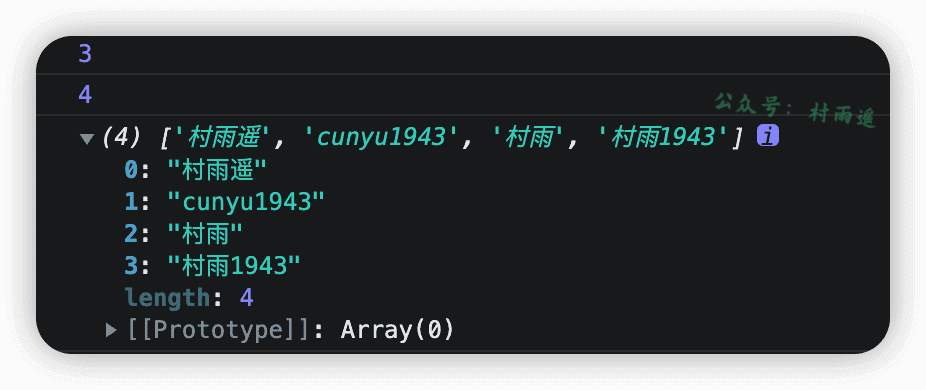 3
4
公众号：村雨遥
(4) ['村雨遥', 'cunyu1943', '村雨', '村雨1943'] i
0: "村雨遥"
1: "cunyu1943"
2: "村雨"
3: "村雨1943"
length: 4
[[Prototype]]: Array(0)